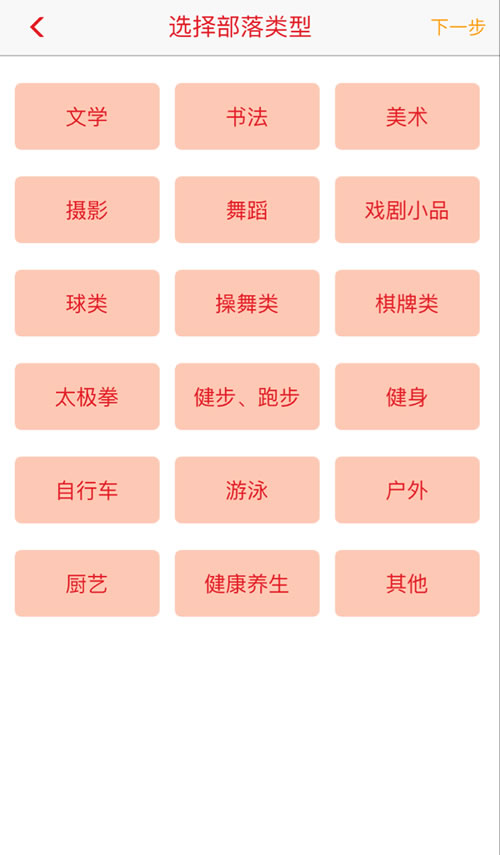 选择部落类型 下一步
文学 书法 美术
摄影 舞蹈 戏剧小品
球类 操舞类 棋牌类
太极拳 健步、跑步 健身
自行车 游泳 户外
厨艺 健康养生 其他